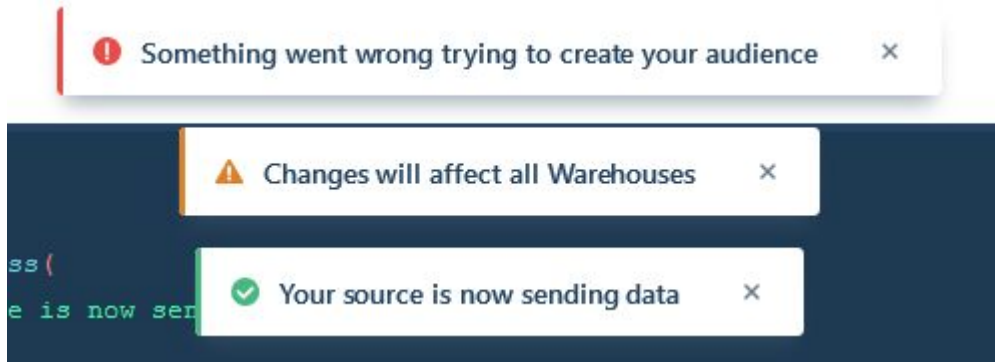 Something went wrong trying to create your audience
Changes will affect all Warehouses
ss(
Your source is now sending data
e is now sen